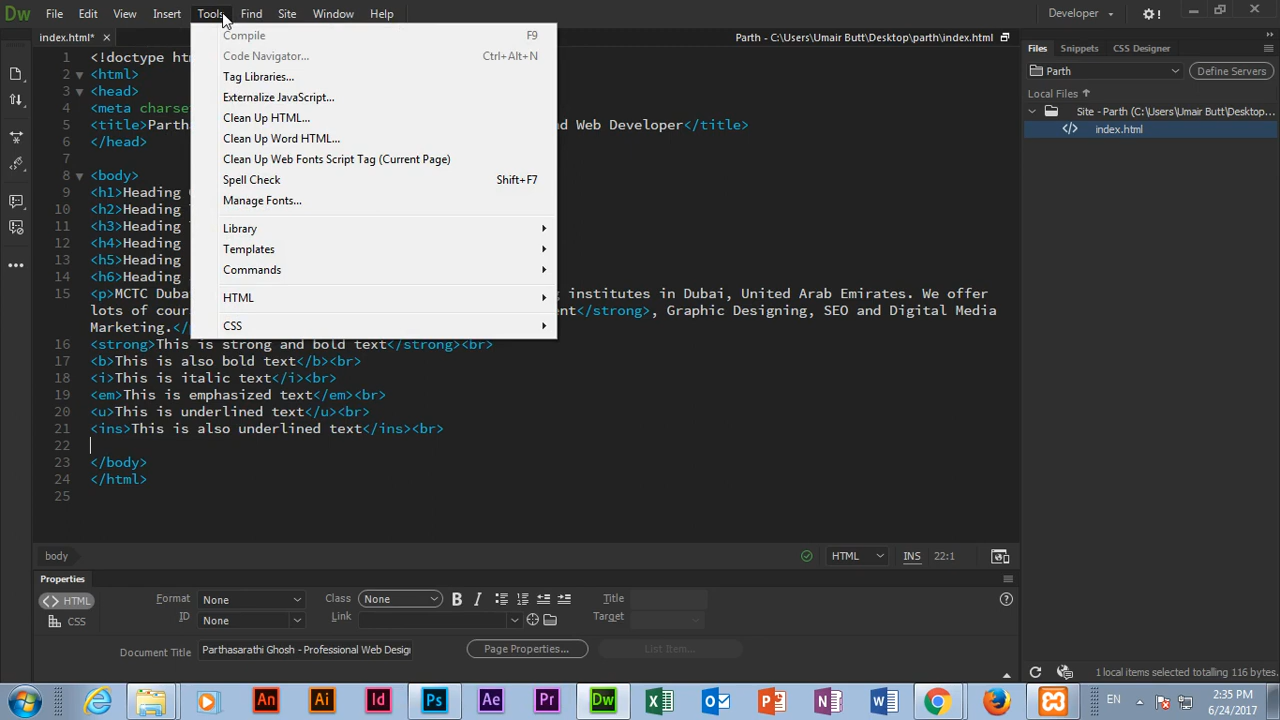 Dw File Edit View Insert Tools Find Site Window Help Developer
index.html* Parth - C:\Users\Umair Butt\Desktop\parth\index.html
Compile F9
Code Navigator... Ctrl+Alt+N
Tag Libraries...
Externalize JavaScript...
Clean Up HTML...
Clean Up Word HTML...
Clean Up Web Fonts Script Tag (Current Page)
Spell Check Shift+F7
Manage Fonts...
Library
Templates
Commands
HTML
CSS
1 <!doctype
2 <html>
3 <head>
4 <meta
5 <title> Web Developer</title>
6 </head>
7
8 <body>
9 <h1>Heading
10 <h2>Heading
11 <h3>Heading
12 <h4>Heading
13 <h5>Heading
14 <h6>Heading
15 <p>MCTC institutes in Dubai, United Arab Emirates. We offer
lots of </strong>, Graphic Designing, SEO and Digital Media
Marketing.
16 <strong>This is strong and bold text</strong><br>
17 <b>This is also bold text</b><br>
18 <i>This is italic text</i><br>
19 <em>This is emphasized text</em><br>
20 <u>This is underlined text</u><br>
21 <ins>This is also underlined text</ins><br>
22
23 </body>
24 </html>
25
body HTML INS 22:1
Properties
<> HTML Format None Class None B I Title
CSS ID None Link Target
Document Title Parthasarathi Ghosh - Professional Web Desig Page Properties... List Item...
Files Snippets CSS Designer
Parth Define Servers
Local Files
Site - Parth (C:\Users\Umair Butt\Desktop...
index.html
1 local items selected totalling 116 bytes.
An Ai Id Ps Ae Pr Dw EN 2:35 PM
6/24/2017